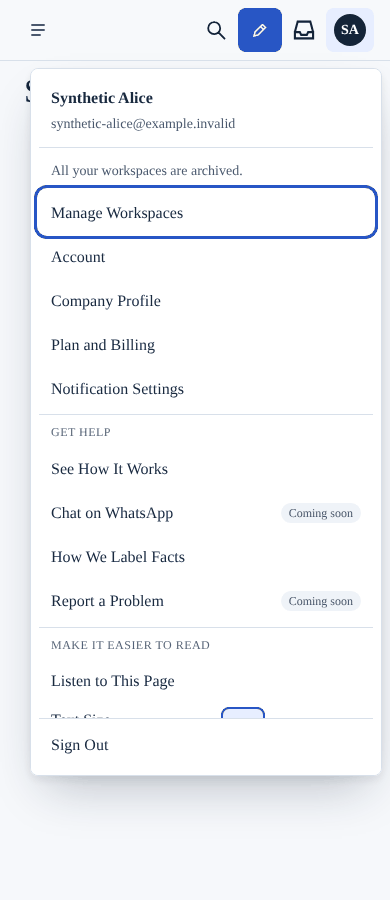 SA
S
Synthetic Alice
synthetic-alice@example.invalid
All your workspaces are archived.
Manage Workspaces
Account
Company Profile
Plan and Billing
Notification Settings
GET HELP
See How It Works
Chat on WhatsApp Coming soon
How We Label Facts
Report a Problem Coming soon
MAKE IT EASIER TO READ
Listen to This Page
Text Size
Sign Out